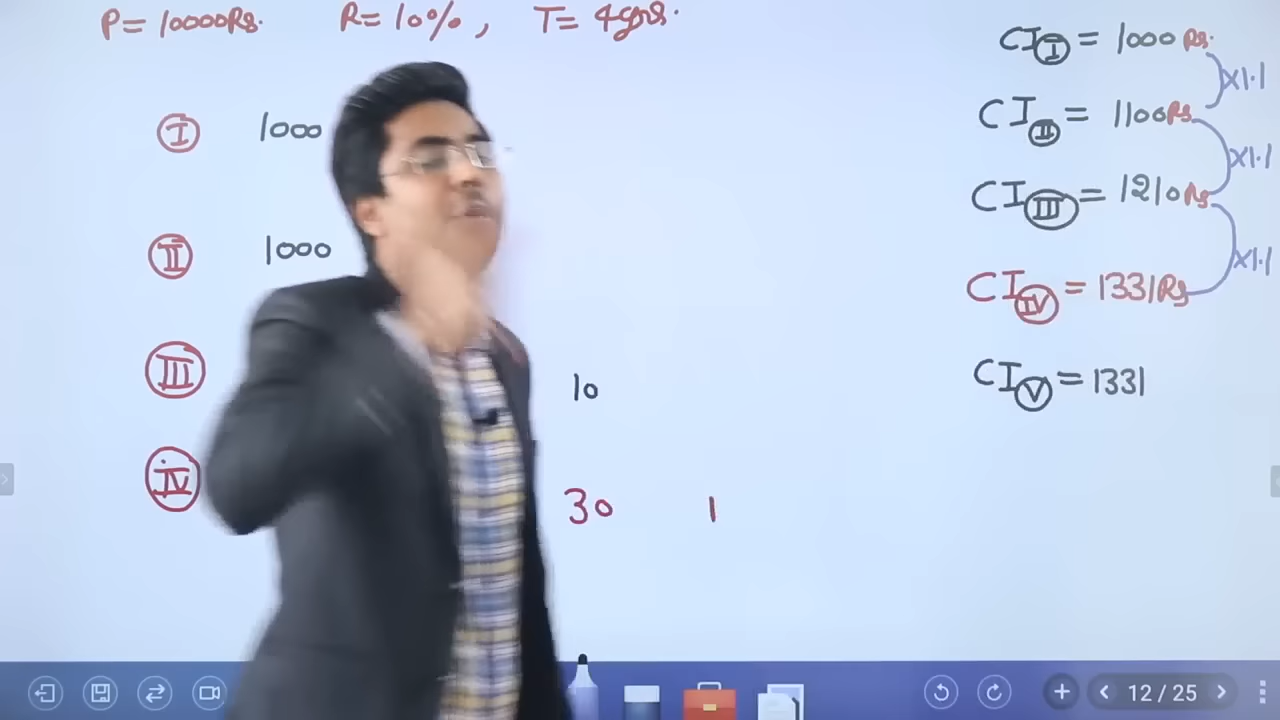 P = 10000Rs. R = 10%, T = 4yrs.
I 1000
II 1000
III 10
IV 30 1
CI I = 1000 Rs.
×1.1
CI II = 1100Rs
×1.1
CI III = 1210Rs
×1.1
CI IV = 1331Rs
CI V = 1331
12 / 25